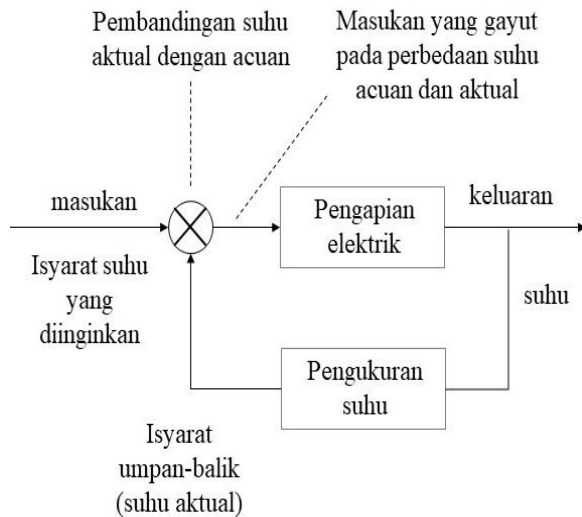 Pembandingan suhu
aktual dengan acuan
Masukan yang gayut
pada perbedaan suhu
acuan dan aktual
masukan
Isyarat suhu
yang
diinginkan
Pengapian
elektrik
keluaran
suhu
Pengukuran
suhu
Isyarat
umpan-balik
(suhu aktual)